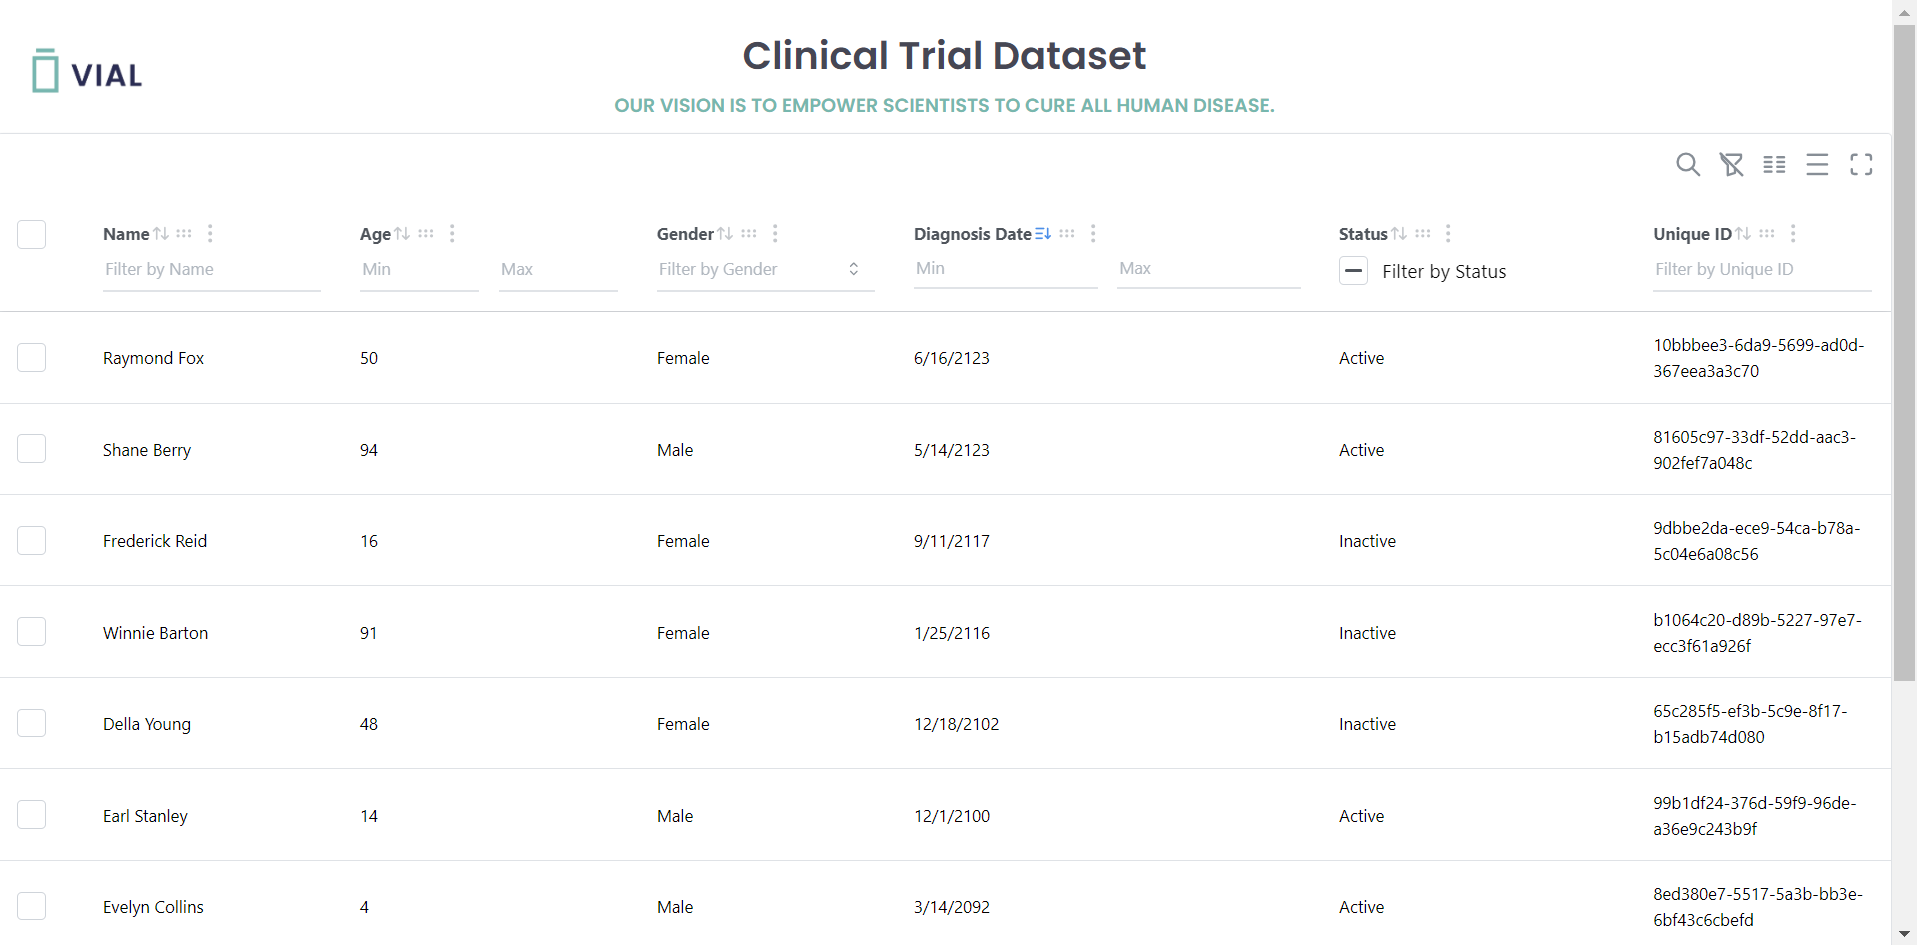 VIAL
Clinical Trial Dataset
OUR VISION IS TO EMPOWER SCIENTISTS TO CURE ALL HUMAN DISEASE.
Name Age Gender Diagnosis Date Status Unique ID
Filter by Name Min Max Filter by Gender Min Max Filter by Status Filter by Unique ID
Raymond Fox 50 Female 6/16/2123 Active 10bbbee3-6da9-5699-ad0d-
367eea3a3c70
Shane Berry 94 Male 5/14/2123 Active 81605c97-33df-52dd-aac3-
902fef7a048c
Frederick Reid 16 Female 9/11/2117 Inactive 9dbbe2da-ece9-54ca-b78a-
5c04e6a08c56
Winnie Barton 91 Female 1/25/2116 Inactive b1064c20-d89b-5227-97e7-
ecc3f61a926f
Della Young 48 Female 12/18/2102 Inactive 65c285f5-ef3b-5c9e-8f17-
b15adb74d080
Earl Stanley 14 Male 12/1/2100 Active 99b1df24-376d-59f9-96de-
a36e9c243b9f
Evelyn Collins 4 Male 3/14/2092 Active 8ed380e7-5517-5a3b-bb3e-
6bf43c6cbefd